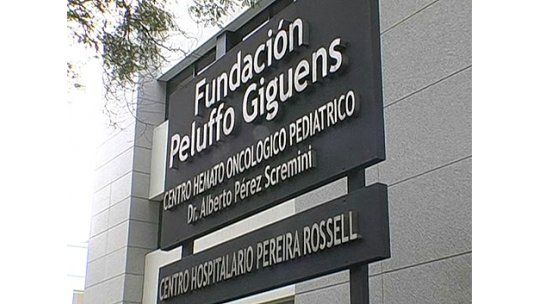 Fundación
Peluffo Giguens
CENTRO HEMATO ONCOLOGICO PEDIATRICO
Dr. Alberto Pérez Scremini
CENTRO HOSPITALARIO PEREIRA ROSSELL